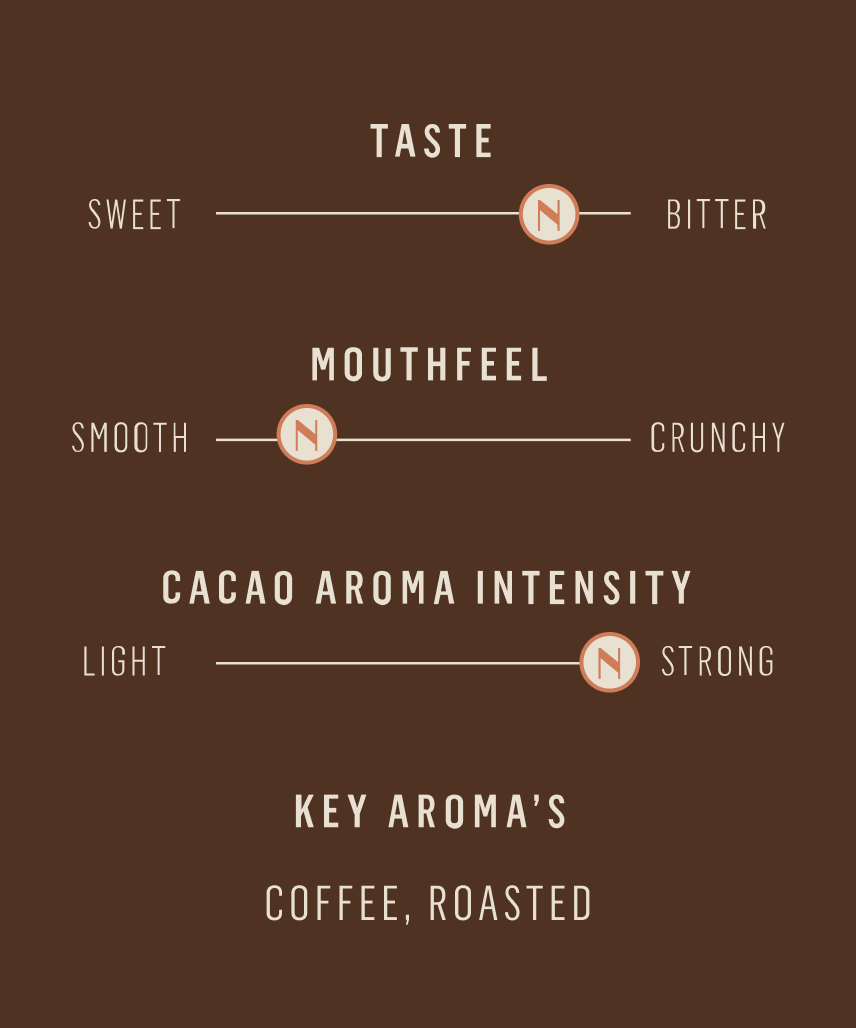 TASTE
SWEET N BITTER
MOUTHFEEL
SMOOTH N CRUNCHY
CACAO AROMA INTENSITY
LIGHT N STRONG
KEY AROMA’S
COFFEE, ROASTED